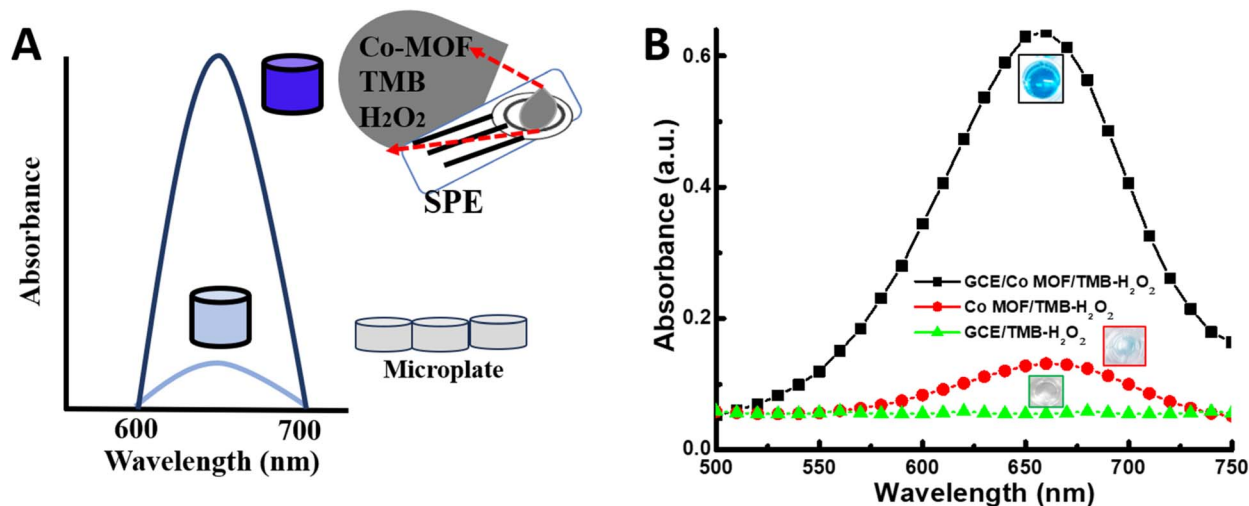 A
Absorbance
600
700
Wavelength (nm)
Co-MOF
TMB
H2O2
SPE
Microplate
B
Absorbance (a.u.)
0.6
0.4
0.2
0.0
GCE/Co MOF/TMB-H₂O₂
Co MOF/TMB-H₂O₂
GCE/TMB-H₂O₂
500
550
600
650
700
750
Wavelength (nm)